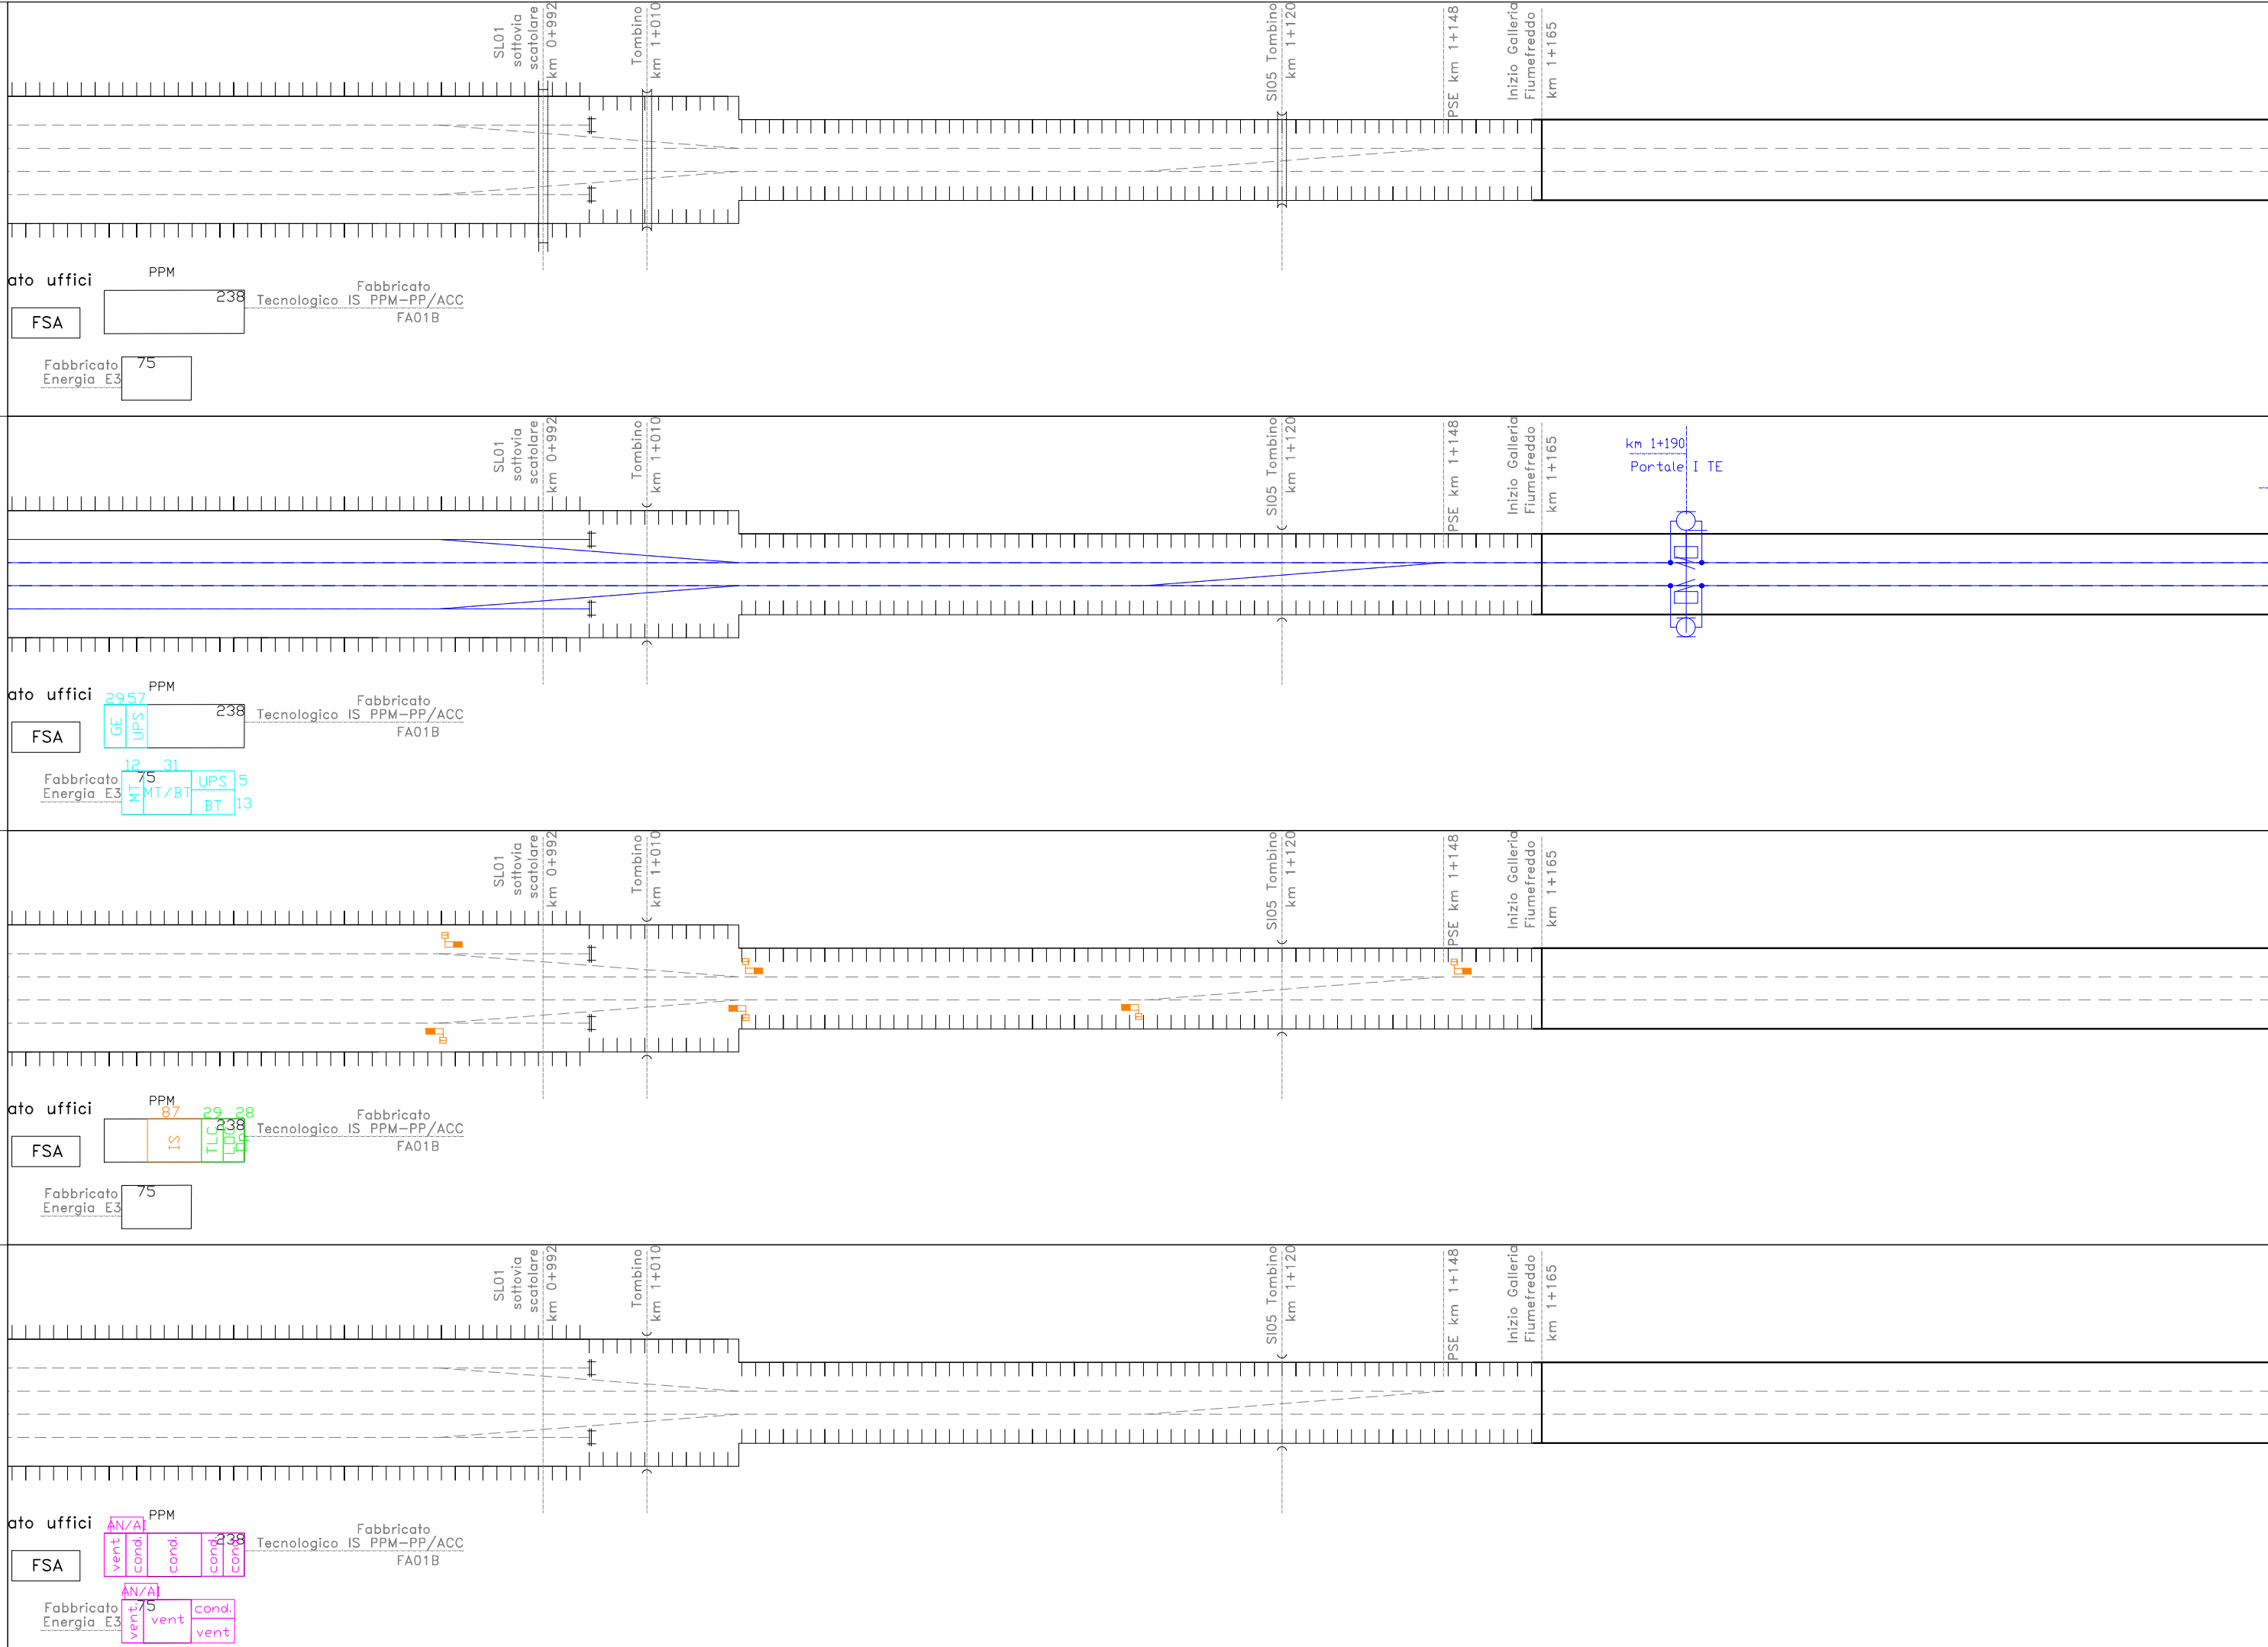 SL01
sottovia
scatolare
km 0+992
Tombino
km 1+010
SI05 Tombino
km 1+120
PSE km 1+148
Inizio Galleria
Fiumefreddo
km 1+165
ato uffici
PPM
238
Fabbricato
Tecnologico IS PPM-PP/ACC
FA01B
FSA
75
Fabbricato
Energia E3
SL01
sottovia
scatolare
km 0+992
Tombino
km 1+010
SI05 Tombino
km 1+120
PSE km 1+148
Inizio Galleria
Fiumefreddo
km 1+165
km 1+190
Portale I TE
ato uffici
PPM
29 57
GE
UPS
238
Fabbricato
Tecnologico IS PPM-PP/ACC
FA01B
FSA
12 31
75
Fabbricato
Energia E3
MT
MT/BT
UPS 5
BT 13
SL01
sottovia
scatolare
km 0+992
Tombino
km 1+010
SI05 Tombino
km 1+120
PSE km 1+148
Inizio Galleria
Fiumefreddo
km 1+165
ato uffici
PPM
87 29 28
IS
TLC
238
Fabbricato
Tecnologico IS PPM-PP/ACC
FA01B
FSA
75
Fabbricato
Energia E3
SL01
sottovia
scatolare
km 0+992
Tombino
km 1+010
SI05 Tombino
km 1+120
PSE km 1+148
Inizio Galleria
Fiumefreddo
km 1+165
ato uffici
PPM
AN/AI
vent
cond.
cond.
cond.
cond.
238
Fabbricato
Tecnologico IS PPM-PP/ACC
FA01B
FSA
AN/AI
75
Fabbricato
Energia E3
vent.
vent
cond.
vent